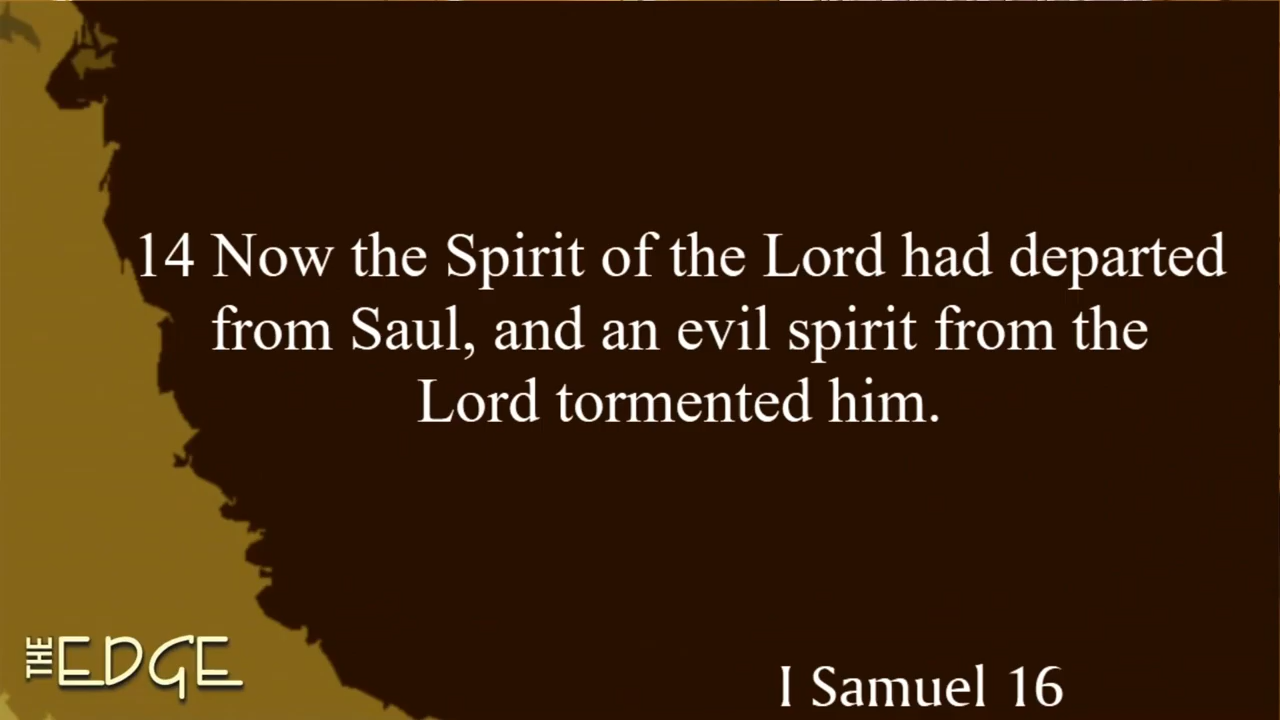 14 Now the Spirit of the Lord had departed
from Saul, and an evil spirit from the
Lord tormented him.
THE EDGE
I Samuel 16